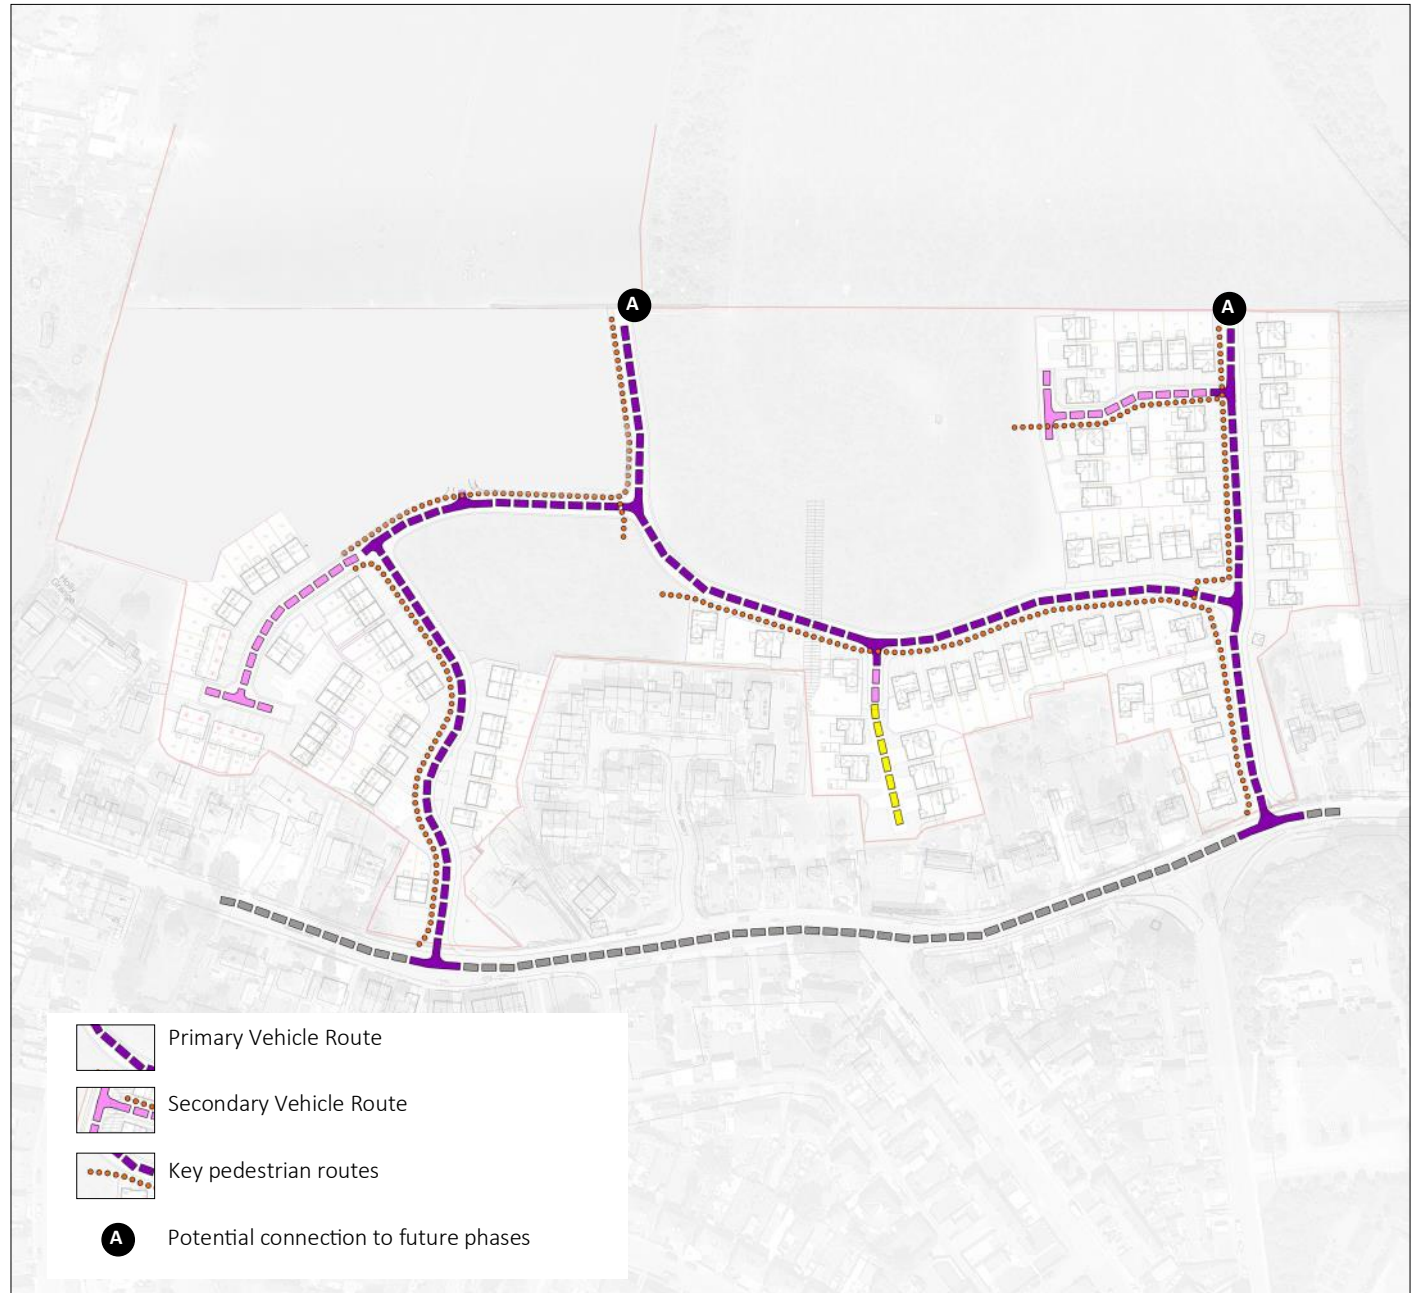 A
A
Primary Vehicle Route
Secondary Vehicle Route
Key pedestrian routes
A Potential connection to future phases